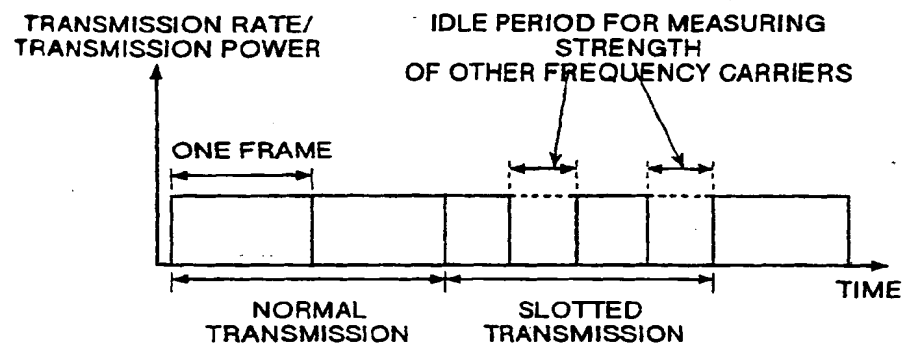 TRANSMISSION RATE/
TRANSMISSION POWER
IDLE PERIOD FOR MEASURING
STRENGTH
OF OTHER FREQUENCY CARRIERS
ONE FRAME
TIME
NORMAL
TRANSMISSION
SLOTTED
TRANSMISSION